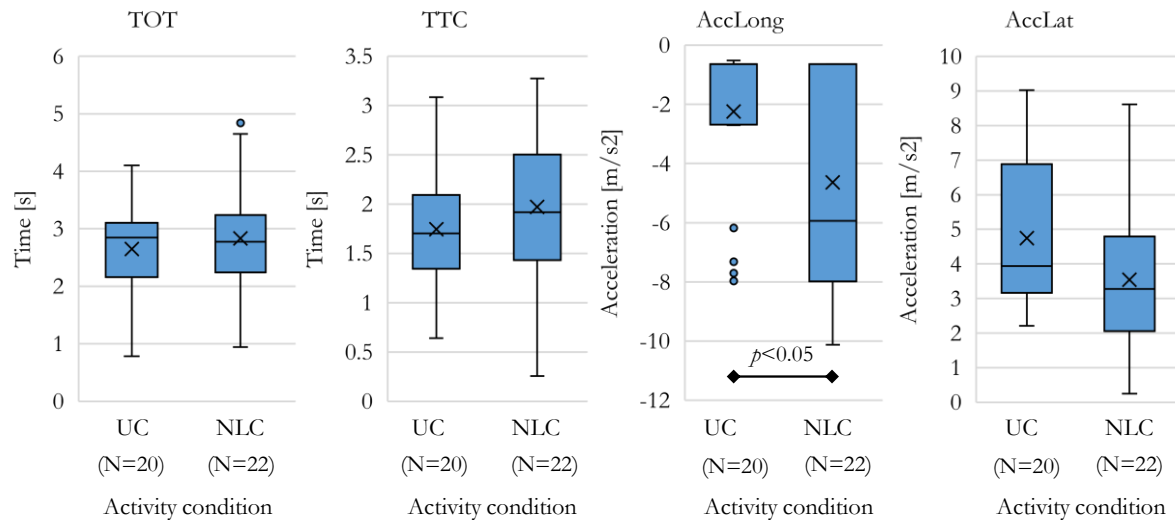 TOT
Time [s]
6
5
4
3
2
1
0
UC
NLC
(N=20)
(N=22)
Activity condition
TTC
Time [s]
3.5
3
2.5
2
1.5
1
0.5
0
UC
NLC
(N=20)
(N=22)
Activity condition
AccLong
Acceleration [m/s2]
0
-2
-4
-6
-8
-10
-12
p<0.05
UC
NLC
(N=20)
(N=22)
Activity condition
AccLat
Acceleration [m/s2]
10
9
8
7
6
5
4
3
2
1
0
UC
NLC
(N=20)
(N=22)
Activity condition